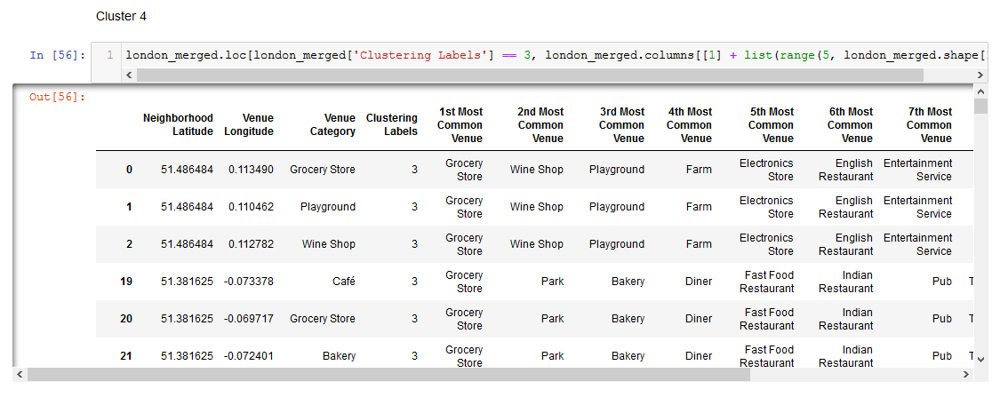 Cluster 4
In [56]: 1 london_merged.loc[london_merged['Clustering Labels'] == 3, london_merged.columns[[1] + list(range(5, london_merged.shape[
Out[56]:
Neighborhood Latitude Venue Longitude Venue Category Clustering Labels 1st Most Common Venue 2nd Most Common Venue 3rd Most Common Venue 4th Most Common Venue 5th Most Common Venue 6th Most Common Venue 7th Most Common Venue
0 51.486484 0.113490 Grocery Store 3 Grocery Store Wine Shop Playground Farm Electronics Store English Restaurant Entertainment Service
1 51.486484 0.110462 Playground 3 Grocery Store Wine Shop Playground Farm Electronics Store English Restaurant Entertainment Service
2 51.486484 0.112782 Wine Shop 3 Grocery Store Wine Shop Playground Farm Electronics Store English Restaurant Entertainment Service
19 51.381625 -0.073378 Café 3 Grocery Store Park Bakery Diner Fast Food Restaurant Indian Restaurant Pub T
20 51.381625 -0.069717 Grocery Store 3 Grocery Store Park Bakery Diner Fast Food Restaurant Indian Restaurant Pub T
21 51.381625 -0.072401 Bakery 3 Grocery Store Park Bakery Diner Fast Food Restaurant Indian Restaurant Pub T